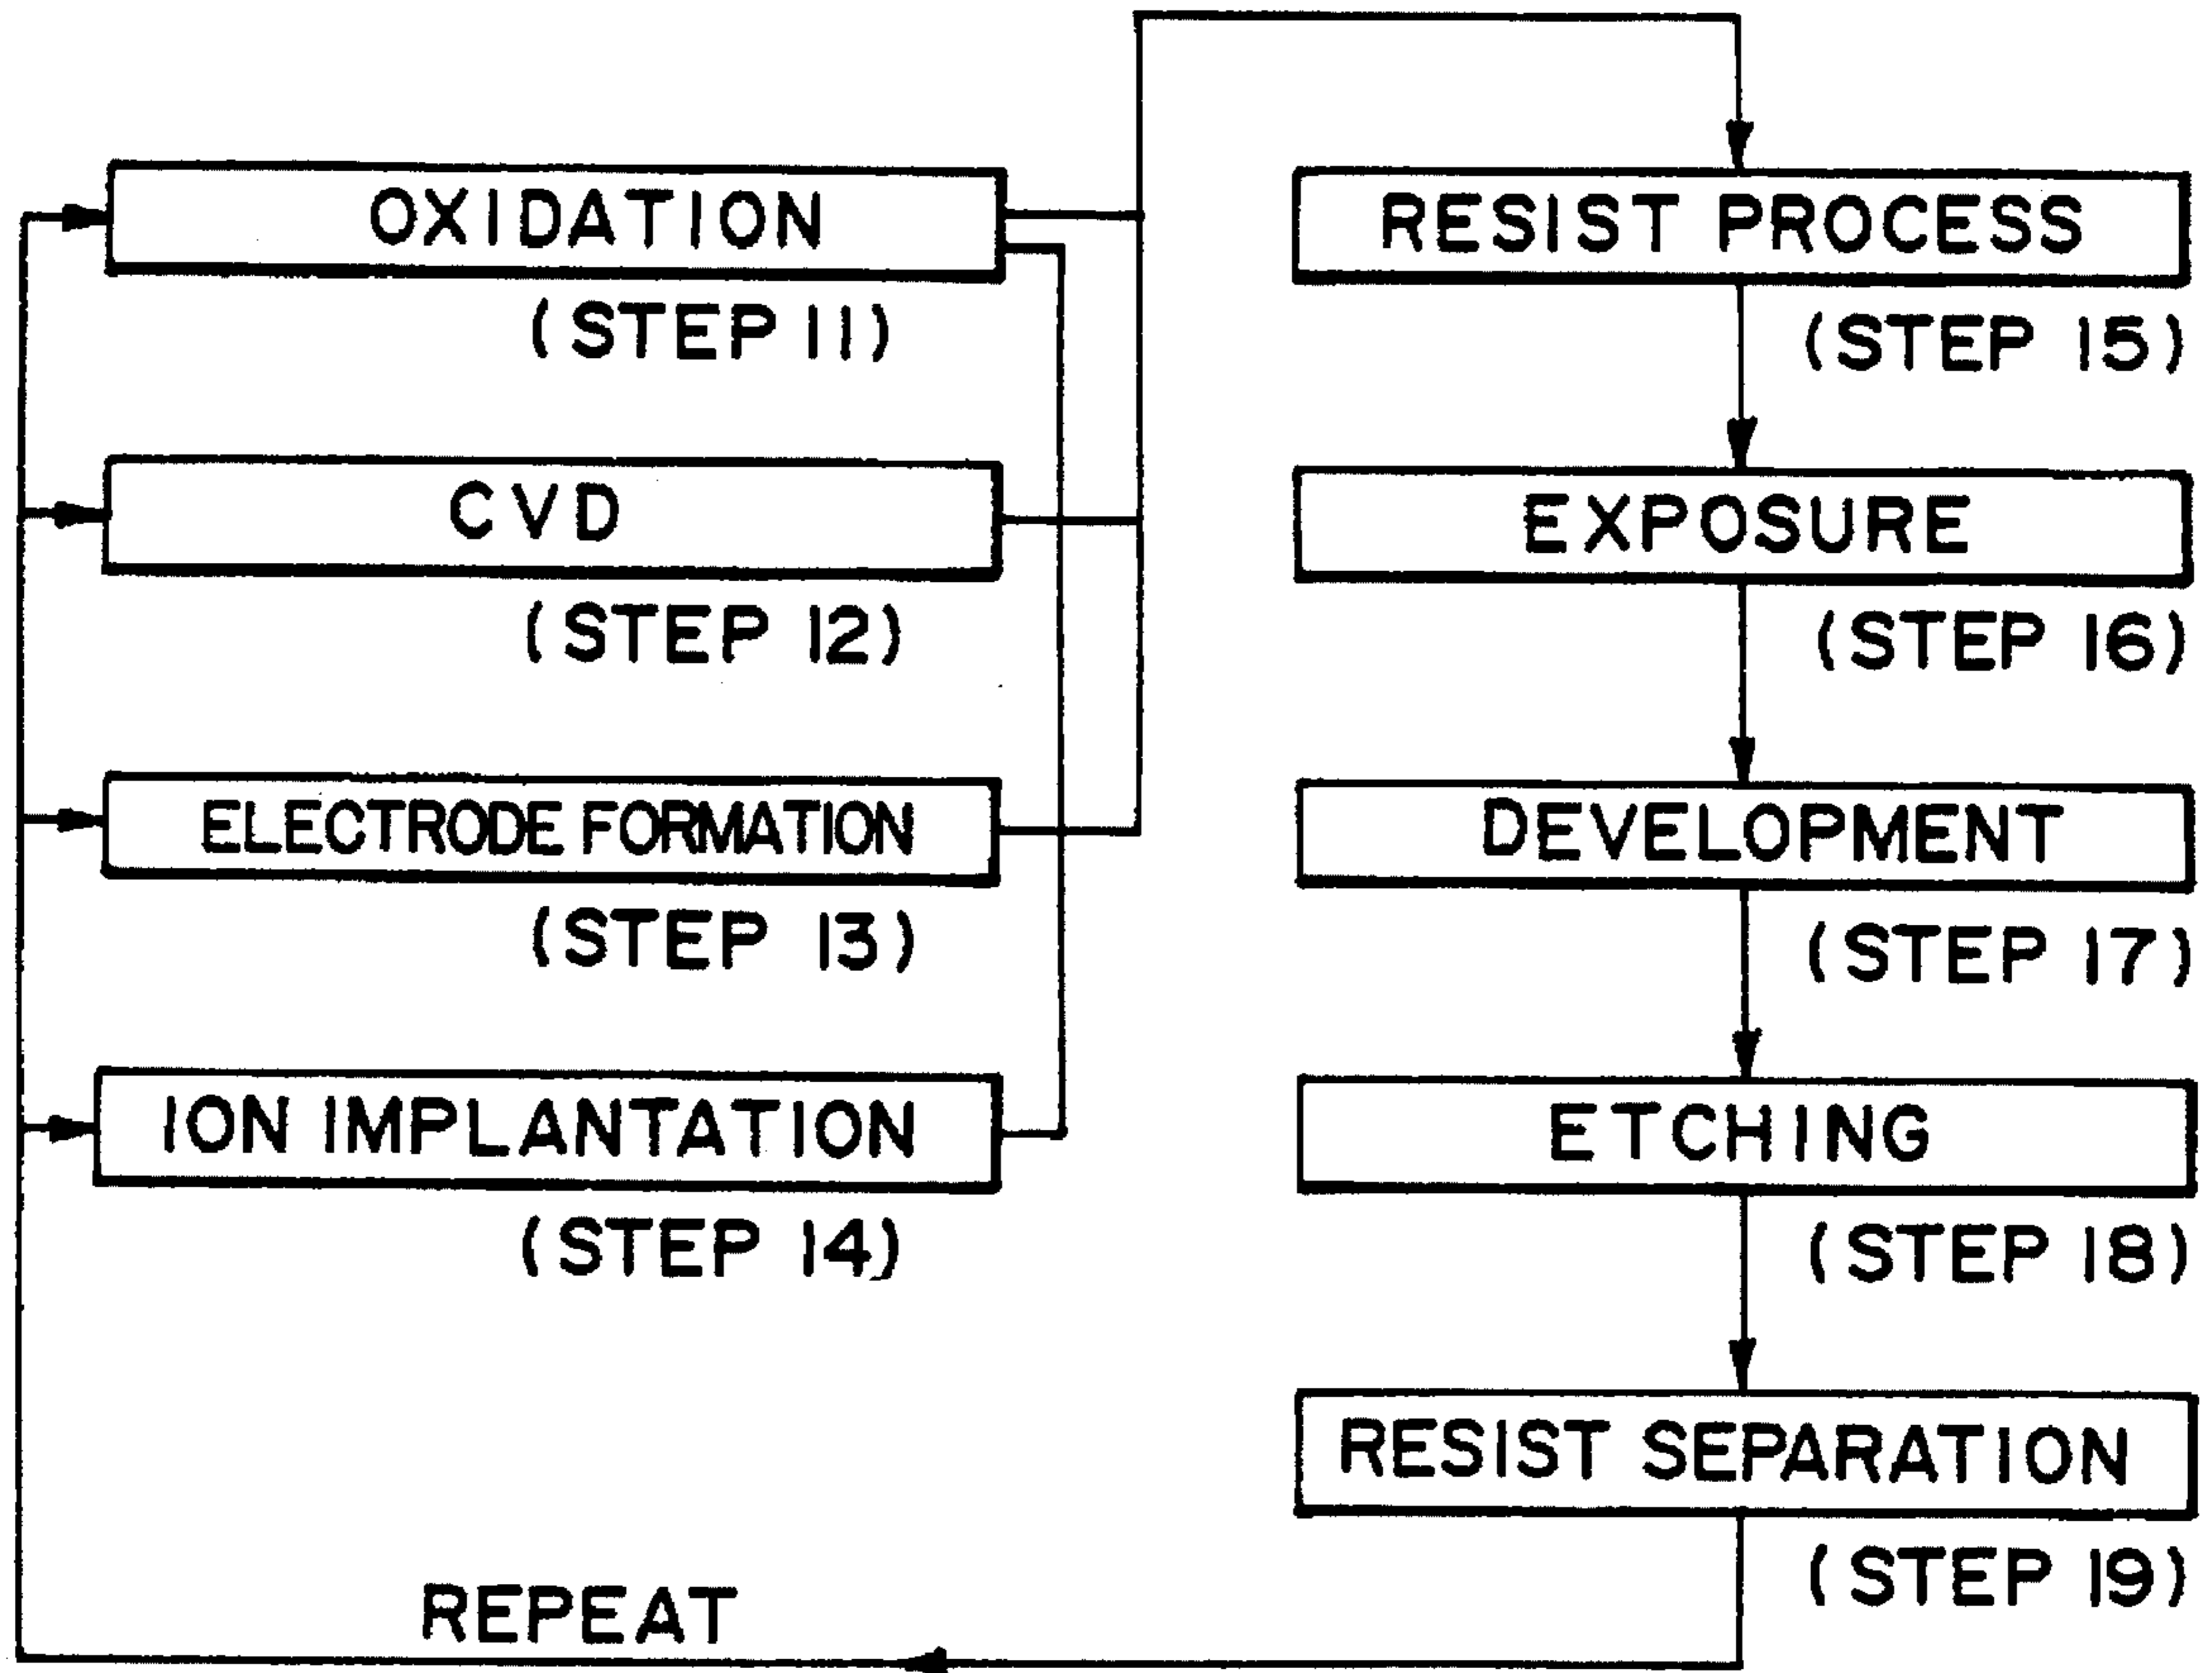 OXIDATION
(STEP 11)
CVD
(STEP 12)
ELECTRODE FORMATION
(STEP 13)
ION IMPLANTATION
(STEP 14)
RESIST PROCESS
(STEP 15)
EXPOSURE
(STEP 16)
DEVELOPMENT
(STEP 17)
ETCHING
(STEP 18)
RESIST SEPARATION
(STEP 19)
REPEAT